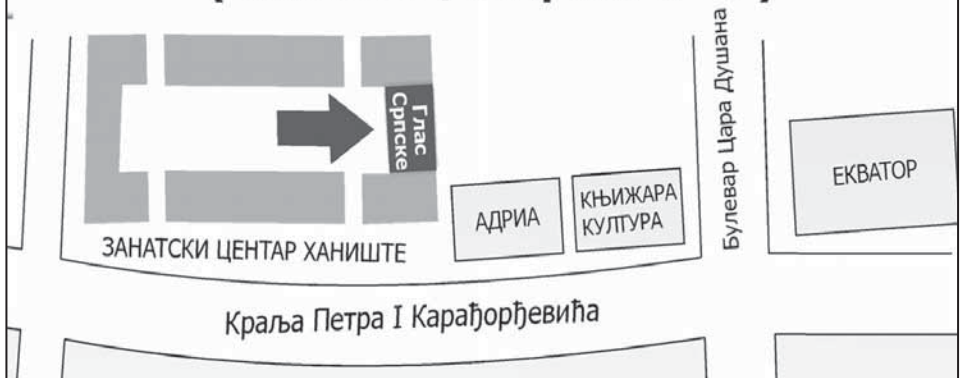 Глас
Српске
Булевар Цара Душана
ЕКВАТОР
АДРИА
КЊИЖАРА
КУЛТУРА
ЗАНАТСКИ ЦЕНТАР ХАНИШТЕ
Краља Петра I Карађорђевића